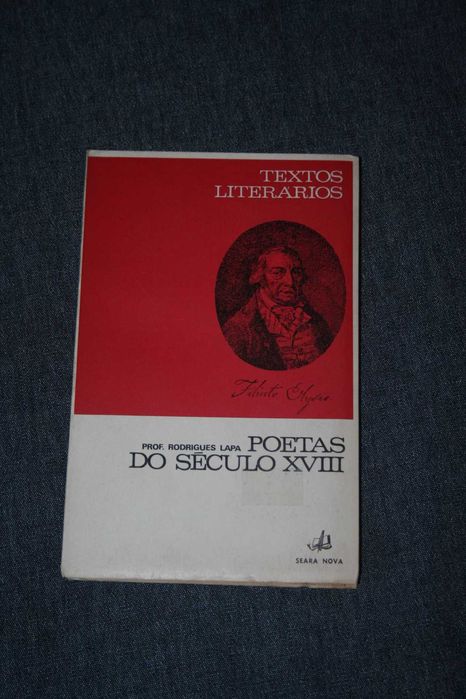 TEXTOS
LITERARIOS
Filinto Elysio
PROF. RODRIGUES LAPA POETAS
DO SÉCULO XVIII
SEARA NOVA